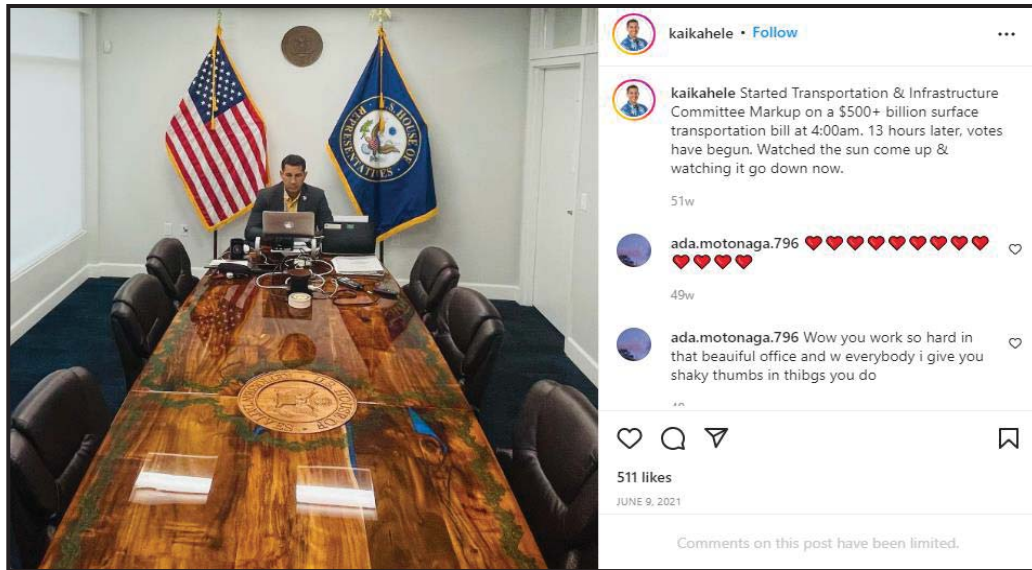 kaikahele • Follow
kaikahele Started Transportation & Infrastructure
Committee Markup on a $500+ billion surface
transportation bill at 4:00am. 13 hours later, votes
have begun. Watched the sun come up &
watching it go down now.
51w
ada.motonaga.796 ❤❤❤❤❤❤❤❤❤
❤❤❤❤
49w
ada.motonaga.796 Wow you work so hard in
that beauiful office and w everybody i give you
shaky thumbs in thibgs you do
511 likes
JUNE 9, 2021
Comments on this post have been limited.
U.S. HOUSE OF
REPRESENTATIVES